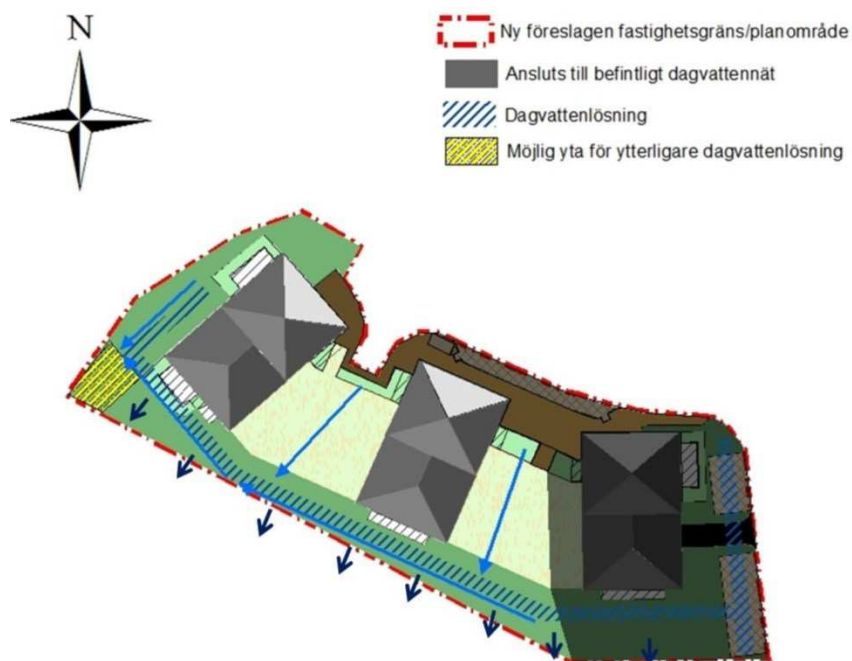 N
Ny föreslagen fastighetsgräns/planområde
Ansluts till befintligt dagvattennät
Dagvattenlösning
Möjlig yta för ytterligare dagvattenlösning